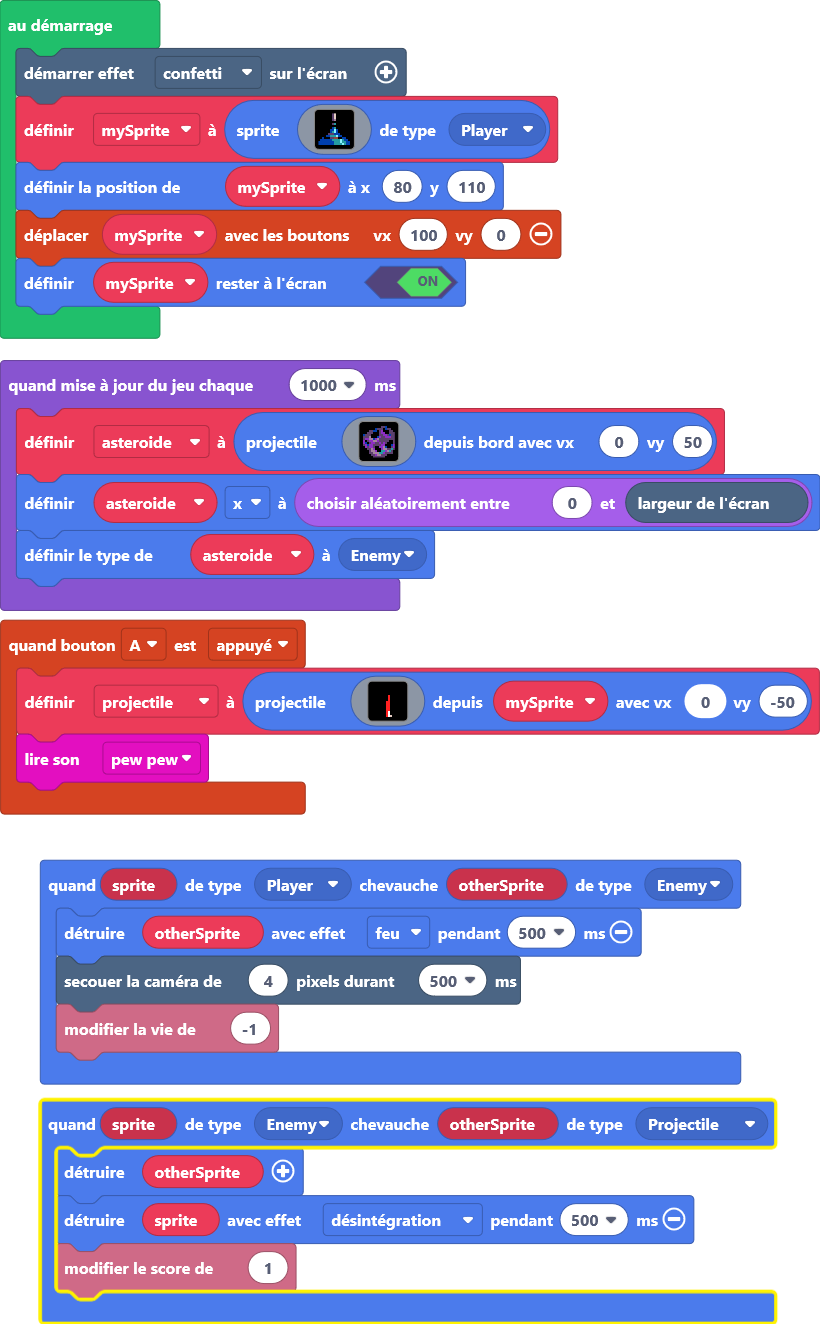 au démarrage
démarrer effet confetti sur l'écran
définir mySprite à sprite de type Player
définir la position de mySprite à x 80 y 110
déplacer mySprite avec les boutons vx 100 vy 0
définir mySprite rester à l'écran ON
quand mise à jour du jeu chaque 1000 ms
définir asteroide à projectile depuis bord avec vx 0 vy 50
définir asteroide x à choisir aléatoirement entre 0 et largeur de l'écran
définir le type de asteroide à Enemy
quand bouton A est appuyé
définir projectile à projectile depuis mySprite avec vx 0 vy -50
lire son pew pew
quand sprite de type Player chevauche otherSprite de type Enemy
détruire otherSprite avec effet feu pendant 500 ms
secouer la caméra de 4 pixels durant 500 ms
modifier la vie de -1
quand sprite de type Enemy chevauche otherSprite de type Projectile
détruire otherSprite
détruire sprite avec effet désintégration pendant 500 ms
modifier le score de 1